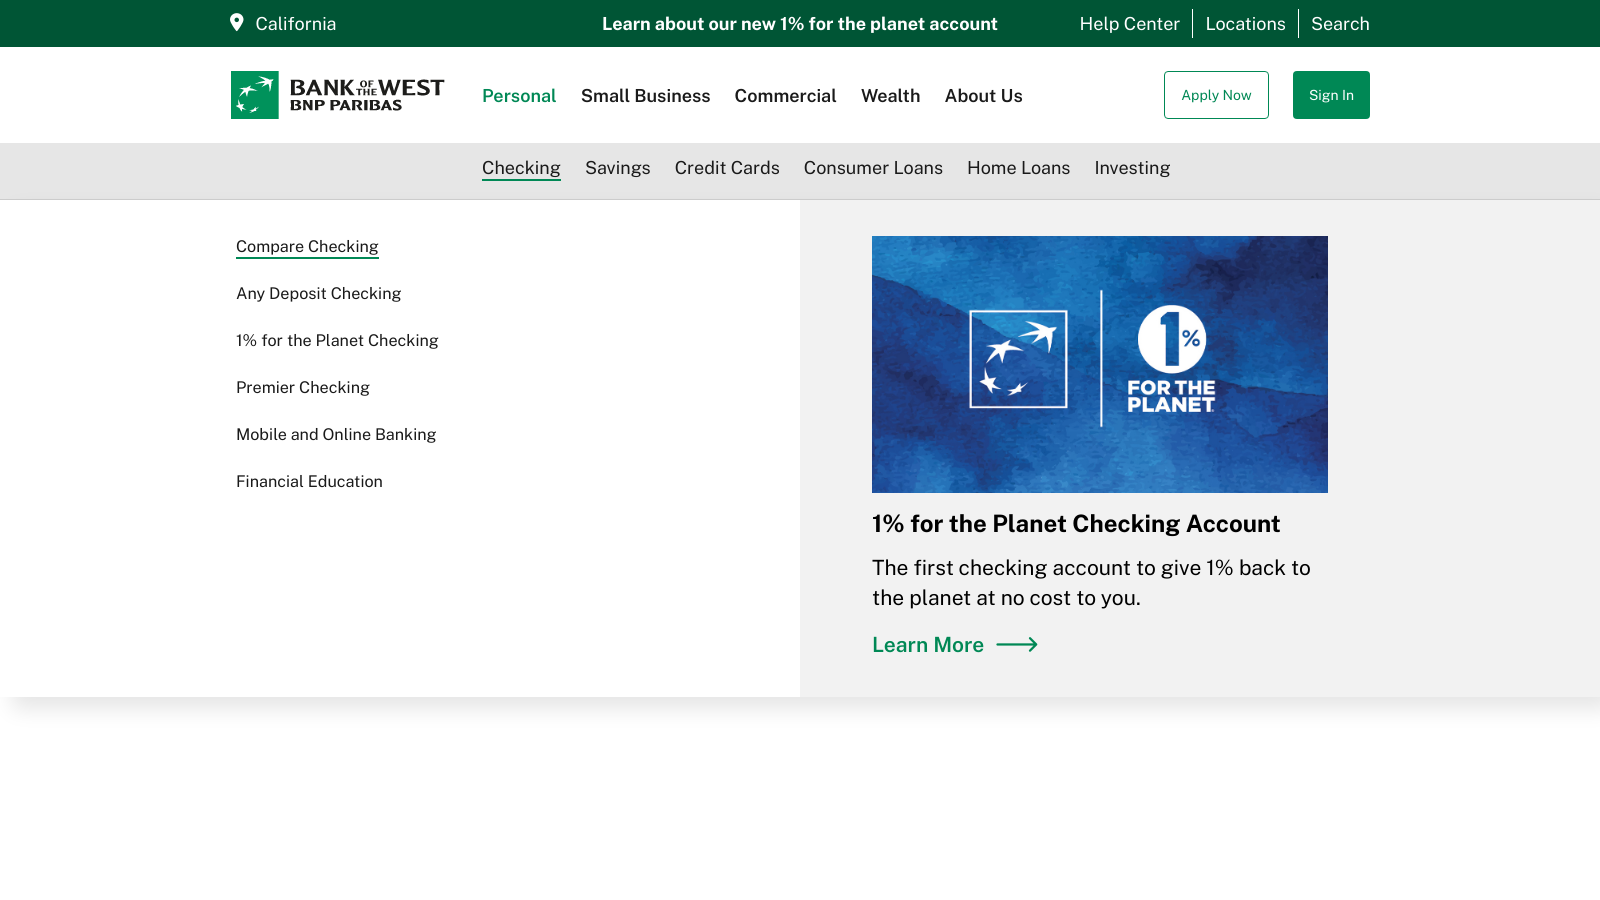 California
Learn about our new 1% for the planet account
Help Center
Locations
Search
BANK OF THE WEST
BNP PARIBAS
Personal
Small Business
Commercial
Wealth
About Us
Apply Now
Sign In
Checking
Savings
Credit Cards
Consumer Loans
Home Loans
Investing
Compare Checking
Any Deposit Checking
1% for the Planet Checking
Premier Checking
Mobile and Online Banking
Financial Education
1%
FOR THE
PLANET
1% for the Planet Checking Account
The first checking account to give 1% back to
the planet at no cost to you.
Learn More